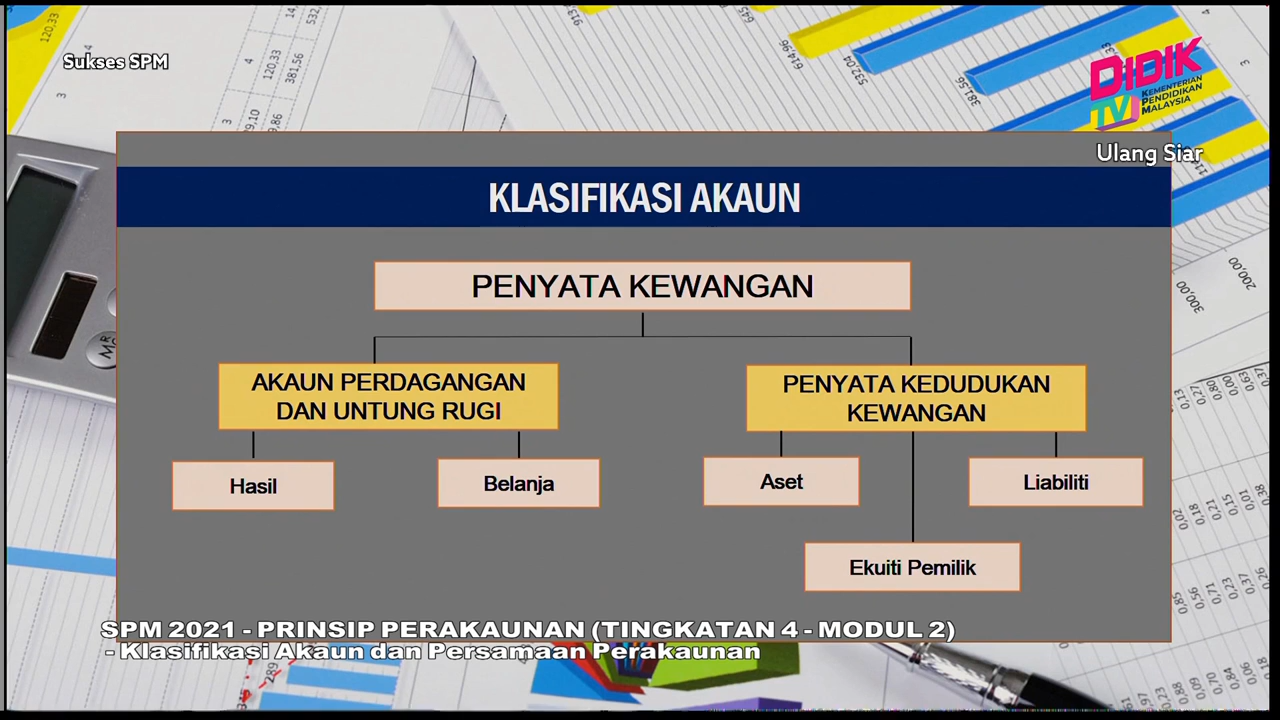 Sukses SPM
DIDIK
TV
KEMENTERIAN
PENDIDIKAN
MALAYSIA
Ulang Siar
KLASIFIKASI AKAUN
PENYATA KEWANGAN
AKAUN PERDAGANGAN
DAN UNTUNG RUGI
PENYATA KEDUDUKAN
KEWANGAN
Hasil
Belanja
Aset
Liabiliti
Ekuiti Pemilik
SPM 2021 - PRINSIP PERAKAUNAN (TINGKATAN 4 - MODUL 2)
- Klasifikasi Akaun dan Persamaan Perakaunan